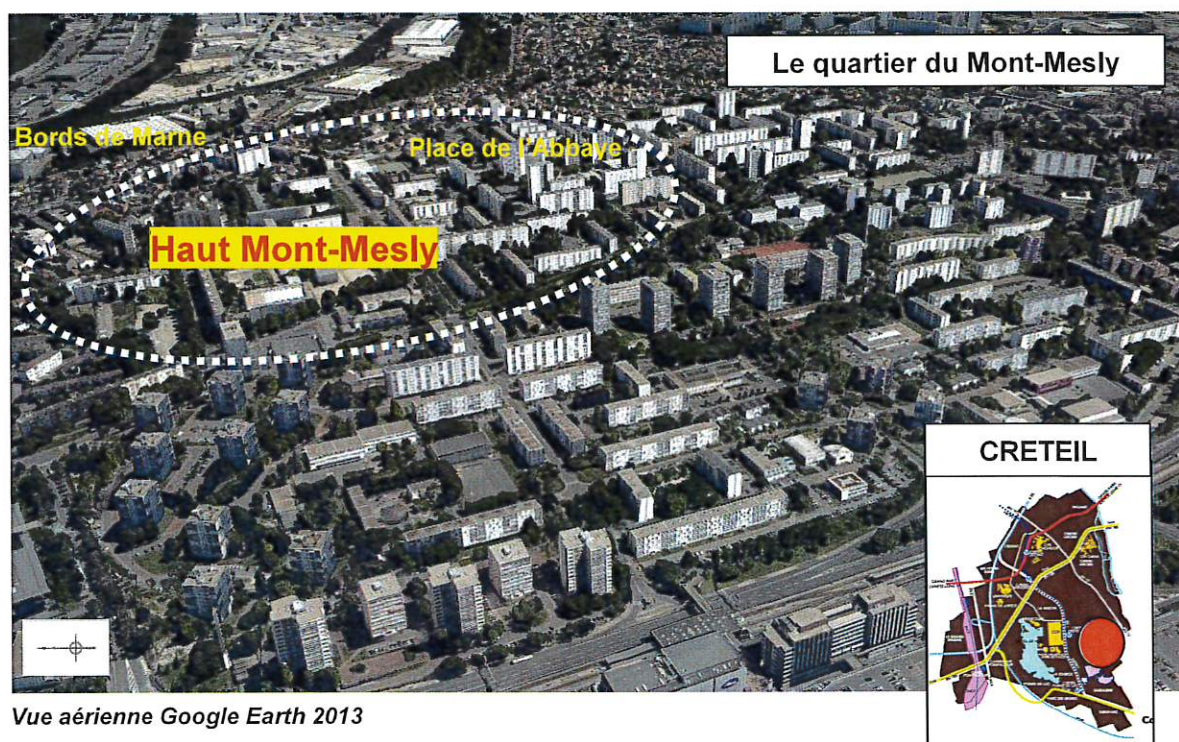 Le quartier du Mont-Mesly
Bords de Marne
Place de l'Abbaye
Haut Mont-Mesly
CRETEIL
Vue aérienne Google Earth 2013